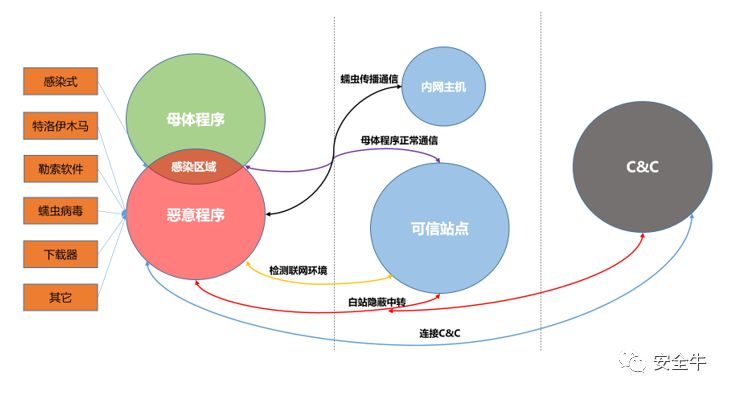 感染式
特洛伊木马
勒索软件
蠕虫病毒
下载器
其它
母体程序
感染区域
恶意程序
蠕虫传播通信
内网主机
母体程序正常通信
可信站点
检测联网环境
白站隐蔽中转
连接C&C
C&C
安全牛